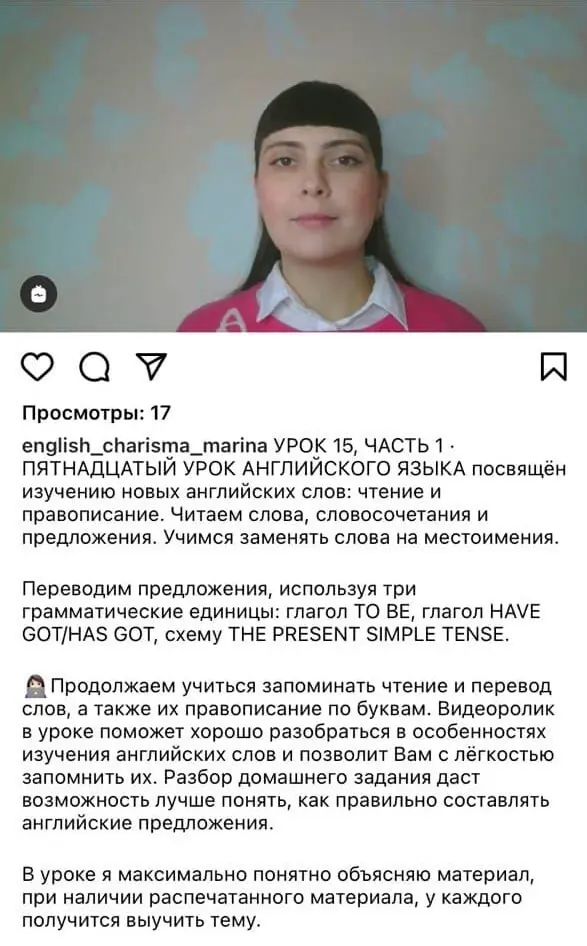 Просмотры: 17
english_charisma_marina УРОК 15, ЧАСТЬ 1 ·
ПЯТНАДЦАТЫЙ УРОК АНГЛИЙСКОГО ЯЗЫКА посвящён
изучению новых английских слов: чтение и
правописание. Читаем слова, словосочетания и
предложения. Учимся заменять слова на местоимения.
Переводим предложения, используя три
грамматические единицы: глагол TO BE, глагол HAVE
GOT/HAS GOT, схему THE PRESENT SIMPLE TENSE.
👩🏻‍💻Продолжаем учиться запоминать чтение и перевод
слов, а также их правописание по буквам. Видеоролик
в уроке поможет хорошо разобраться в особенностях
изучения английских слов и позволит Вам с лёгкостью
запомнить их. Разбор домашнего задания даст
возможность лучше понять, как правильно составлять
английские предложения.
В уроке я максимально понятно объясняю материал,
при наличии распечатанного материала, у каждого
получится выучить тему.